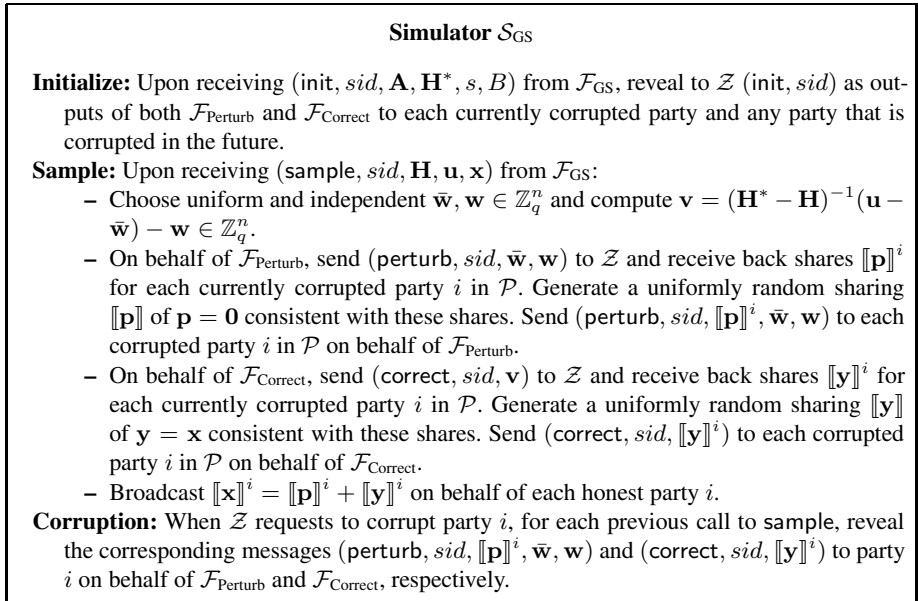 Simulator 𝒮_GS
Initialize: Upon receiving (init, sid, A, H*, s, B) from ℱ_GS, reveal to 𝒵 (init, sid) as out-
puts of both ℱ_Perturb and ℱ_Correct to each currently corrupted party and any party that is
corrupted in the future.
Sample: Upon receiving (sample, sid, H, u, x) from ℱ_GS:
– Choose uniform and independent w̄, w ∈ ℤ_q^n and compute v = (H* − H)^{−1}(u −
w̄) − w ∈ ℤ_q^n.
– On behalf of ℱ_Perturb, send (perturb, sid, w̄, w) to 𝒵 and receive back shares ⟦p⟧^i
for each currently corrupted party i in 𝒫. Generate a uniformly random sharing
⟦p⟧ of p = 0 consistent with these shares. Send (perturb, sid, ⟦p⟧^i, w̄, w) to each
corrupted party i in 𝒫 on behalf of ℱ_Perturb.
– On behalf of ℱ_Correct, send (correct, sid, v) to 𝒵 and receive back shares ⟦y⟧^i for
each currently corrupted party i in 𝒫. Generate a uniformly random sharing ⟦y⟧
of y = x consistent with these shares. Send (correct, sid, ⟦y⟧^i) to each corrupted
party i in 𝒫 on behalf of ℱ_Correct.
– Broadcast ⟦x⟧^i = ⟦p⟧^i + ⟦y⟧^i on behalf of each honest party i.
Corruption: When 𝒵 requests to corrupt party i, for each previous call to sample, reveal
the corresponding messages (perturb, sid, ⟦p⟧^i, w̄, w) and (correct, sid, ⟦y⟧^i) to party
i on behalf of ℱ_Perturb and ℱ_Correct, respectively.